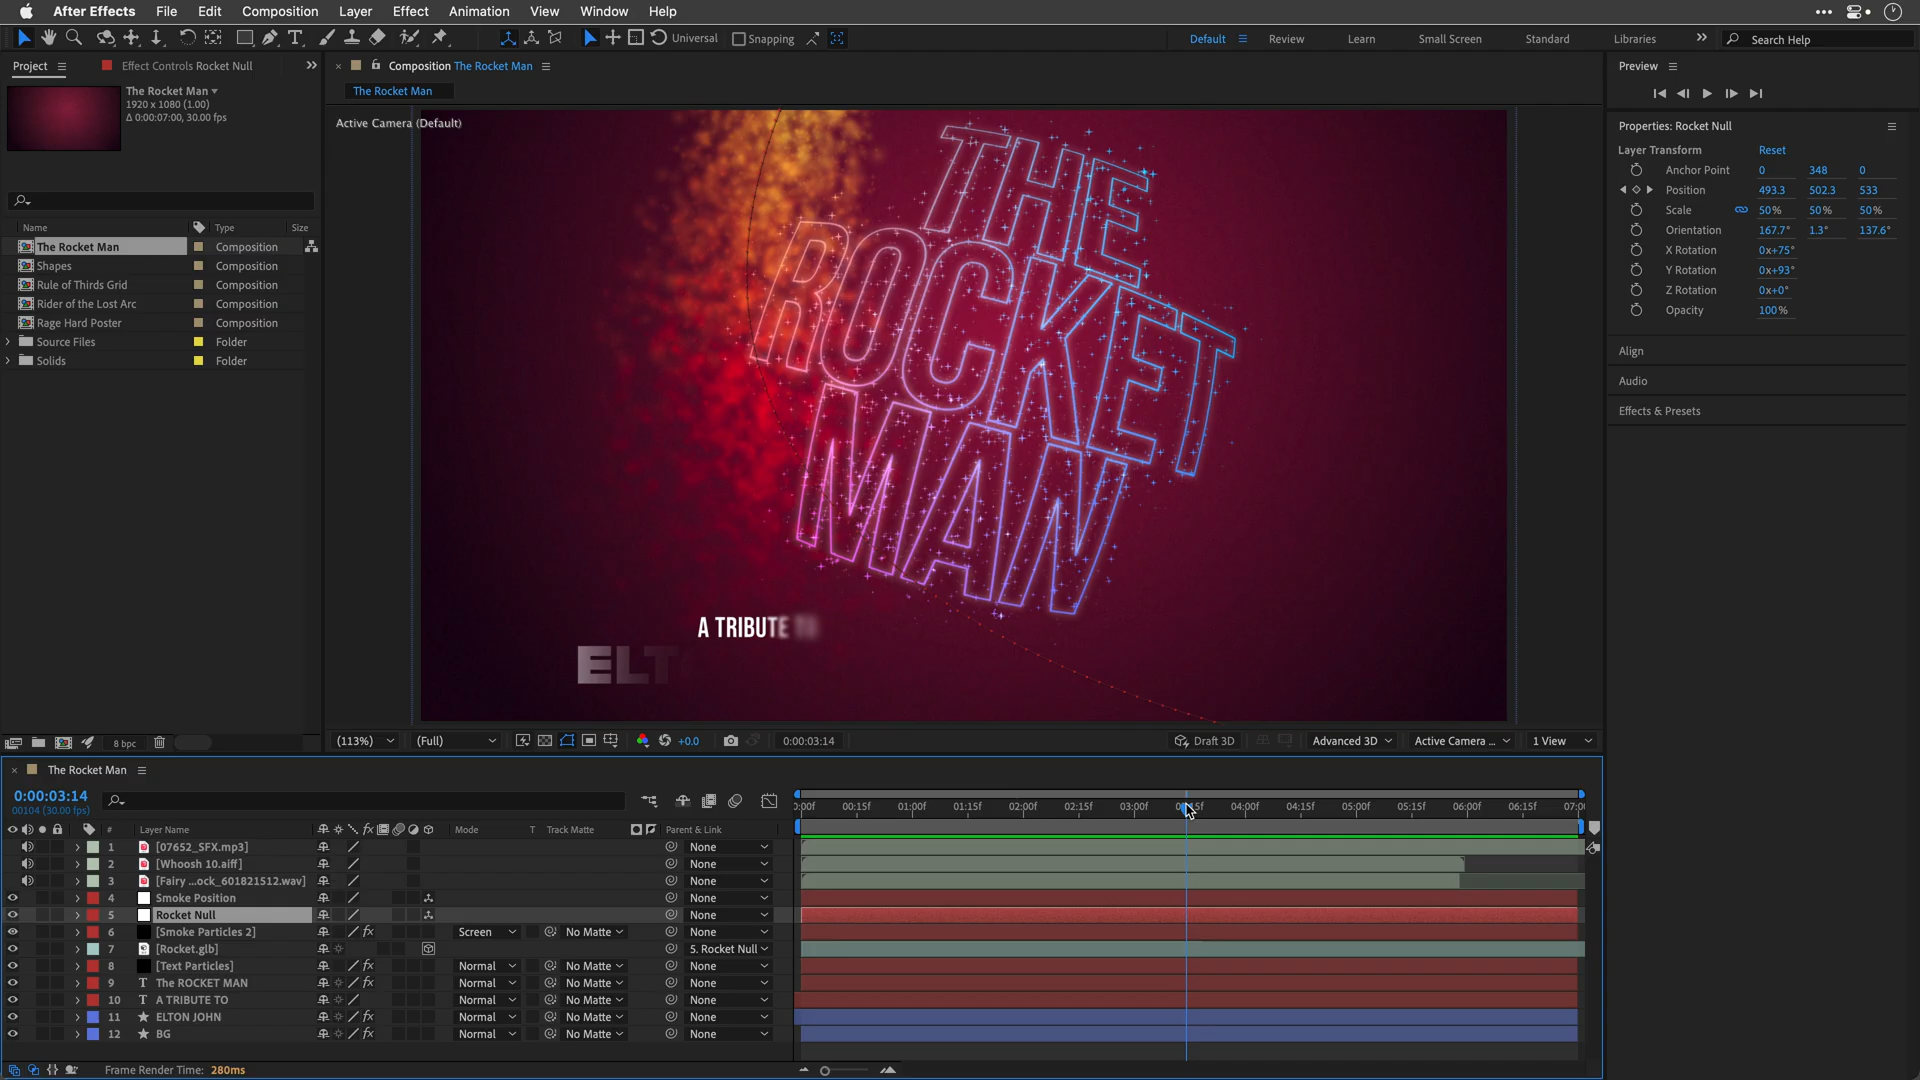 After Effects File Edit Composition Layer Effect Animation View Window Help
Universal Snapping Default Review Learn Small Screen Standard Libraries Search Help
Project Effect Controls Rocket Null
The Rocket Man
1920 x 1080 (1.00)
Δ 0:00:07:00, 30.00 fps
Name Type Size
The Rocket Man Composition
Shapes Composition
Rule of Thirds Grid Composition
Rider of the Lost Arc Composition
Rage Hard Poster Composition
Source Files Folder
Solids Folder
8 bpc
Composition The Rocket Man
The Rocket Man
Active Camera (Default)
THE
ROCKET
MAN
A TRIBUTE TO
ELT
(113%) (Full) +0.0 0:00:03:14 Draft 3D Advanced 3D Active Camera ... 1 View
Preview
Properties: Rocket Null
Layer Transform Reset
Anchor Point 0 348 0
Position 493.3 502.3 533
Scale 50% 50% 50%
Orientation 167.7° 1.3° 137.6°
X Rotation 0x+75°
Y Rotation 0x+93°
Z Rotation 0x+0°
Opacity 100%
Align
Audio
Effects & Presets
The Rocket Man
0:00:03:14
00104 (30.00 fps)
):00f 00:15f 01:00f 01:15f 02:00f 02:15f 03:00f 04:00f 04:15f 05:00f 05:15f 06:00f 06:15f 07:00
# Layer Name Mode T Track Matte Parent & Link
1 [07652_SFX.mp3] None
2 [Whoosh 10.aiff] None
3 [Fairy ...ock_601821512.wav] None
4 Smoke Position None
5 Rocket Null None
6 [Smoke Particles 2] Screen No Matte None
7 [Rocket.glb] 5. Rocket Null
8 [Text Particles] Normal No Matte None
9 T The ROCKET MAN Normal No Matte None
10 T A TRIBUTE TO Normal No Matte None
11 ELTON JOHN Normal No Matte None
12 BG Normal No Matte None
Frame Render Time: 280ms